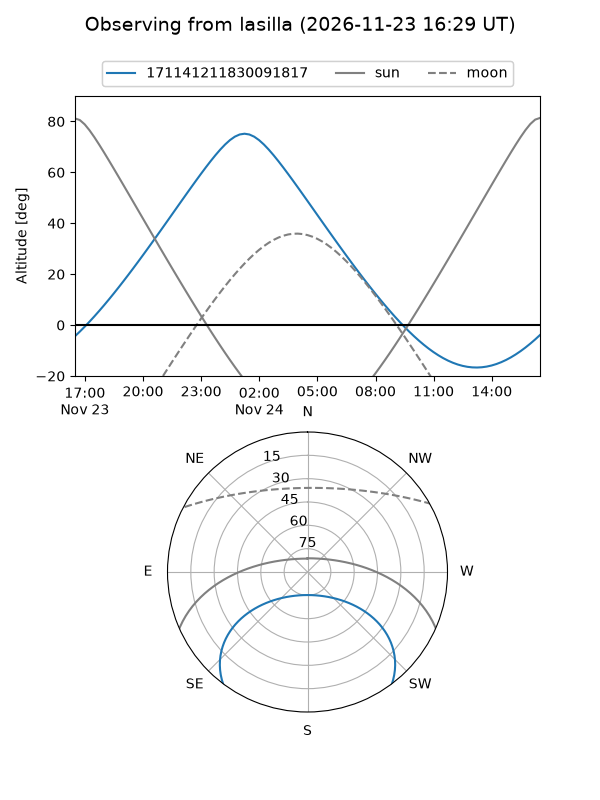 Observing from lasilla (2026-11-23 16:29 UT)
171141211830091817 sun moon
Altitude [deg]
80
60
40
20
0
−20
17:00 20:00 23:00 02:00 05:00 08:00 11:00 14:00
Nov 23 Nov 24
N
NE NW
15
30
45
60
75
E W
SE SW
S